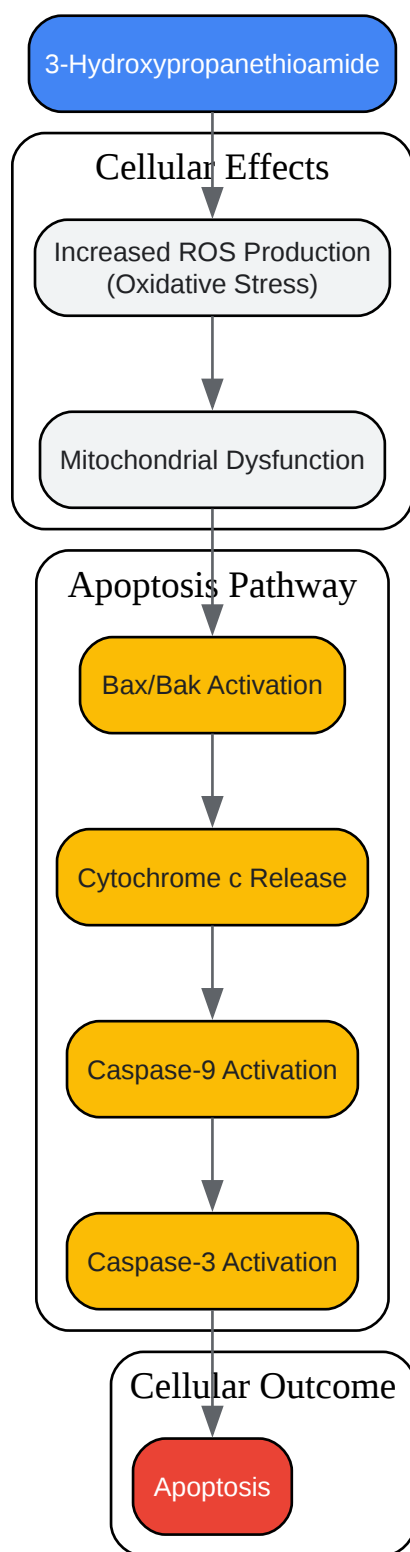 3-Hydroxypropanethioamide
Cellular Effects
Increased ROS Production
(Oxidative Stress)
Mitochondrial Dysfunction
Apoptosis Pathway
Bax/Bak Activation
Cytochrome c Release
Caspase-9 Activation
Caspase-3 Activation
Cellular Outcome
Apoptosis